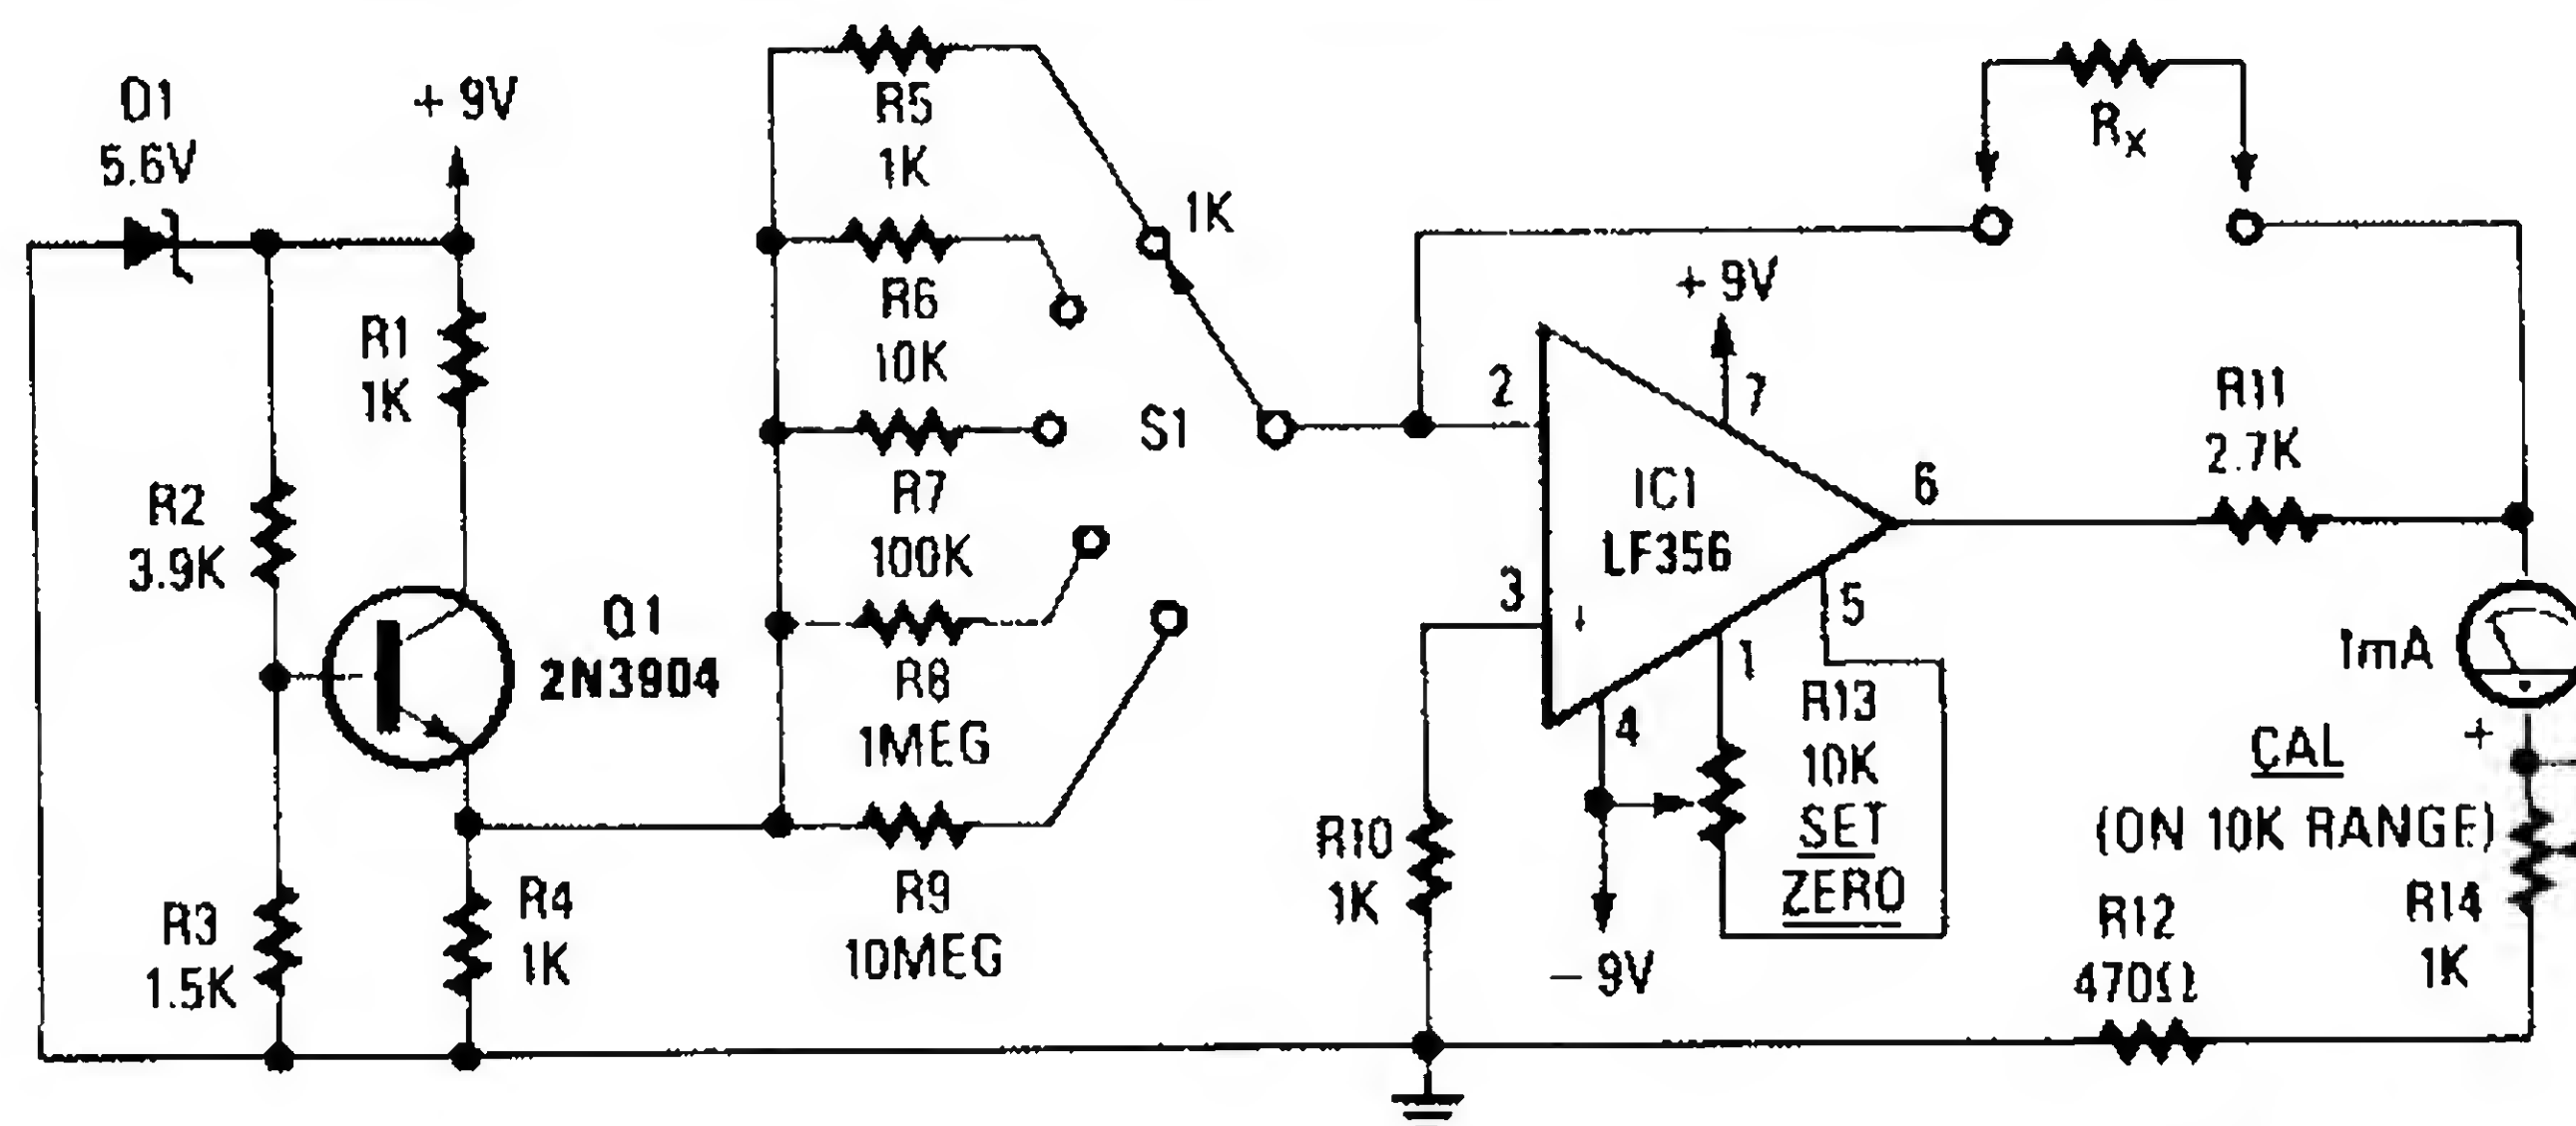 D1
5.6V
+ 9V
R1
1K
R2
3.9K
Q1
2N3904
R3
1.5K
R4
1K
R5
1K
R6
10K
R7
100K
R8
1MEG
R9
10MEG
1K
S1
RX
2
3
+ 9V
7
IC1
LF356
6
5
1
4
- 9V
R10
1K
R13
10K
SET
ZERO
R11
2.7K
1mA
+
CAL
(ON 10K RANGE)
R12
470Ω
R14
1K